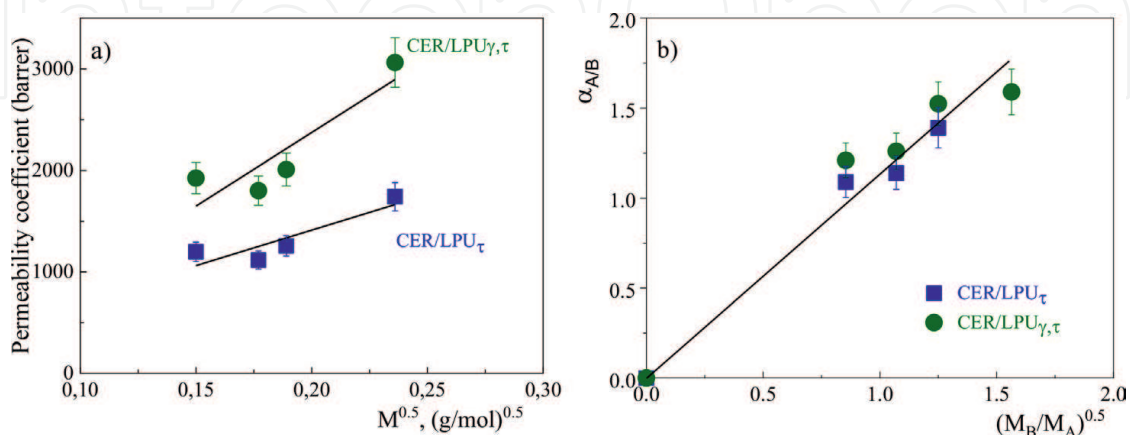 a)
CER/LPUγ,τ
CER/LPUτ
Permeability coefficient (barrer)
3000
2000
1000
0
0,10 0,15 0,20 0,25 0,30
M^0.5, (g/mol)^0.5
b)
αA/B
2.0
1.5
1.0
0.5
0.0
0.0 0.5 1.0 1.5 2.0
(MB/MA)^0.5
CER/LPUτ
CER/LPUγ,τ